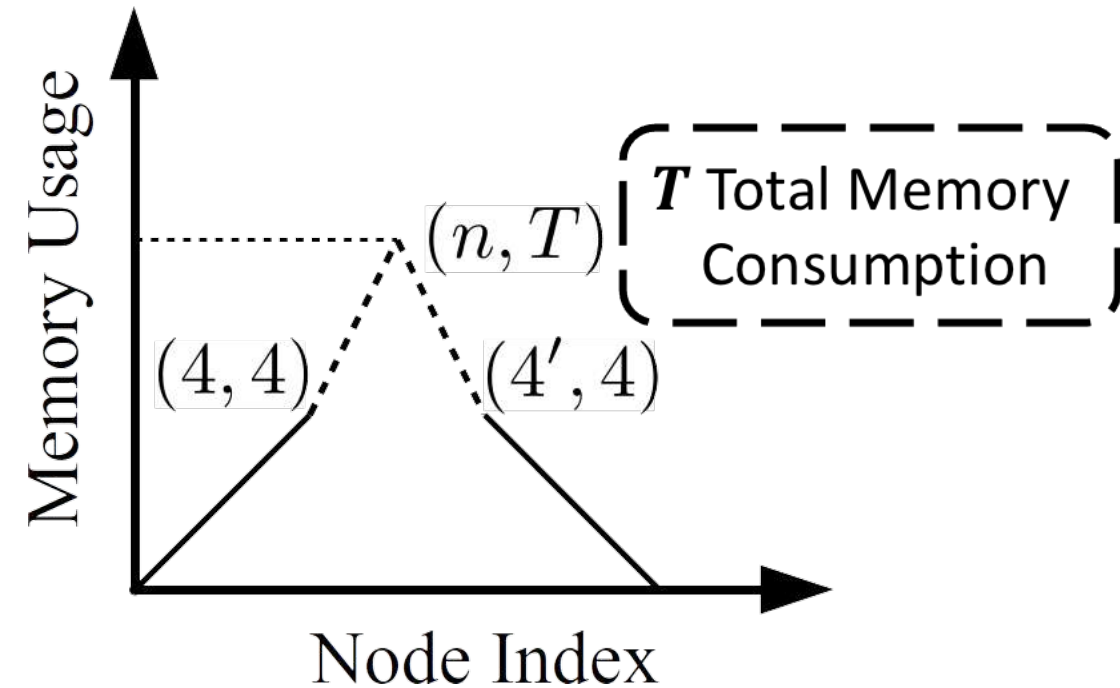 Memory Usage
(n, T)
T Total Memory
Consumption
(4, 4)
(4′, 4)
Node Index